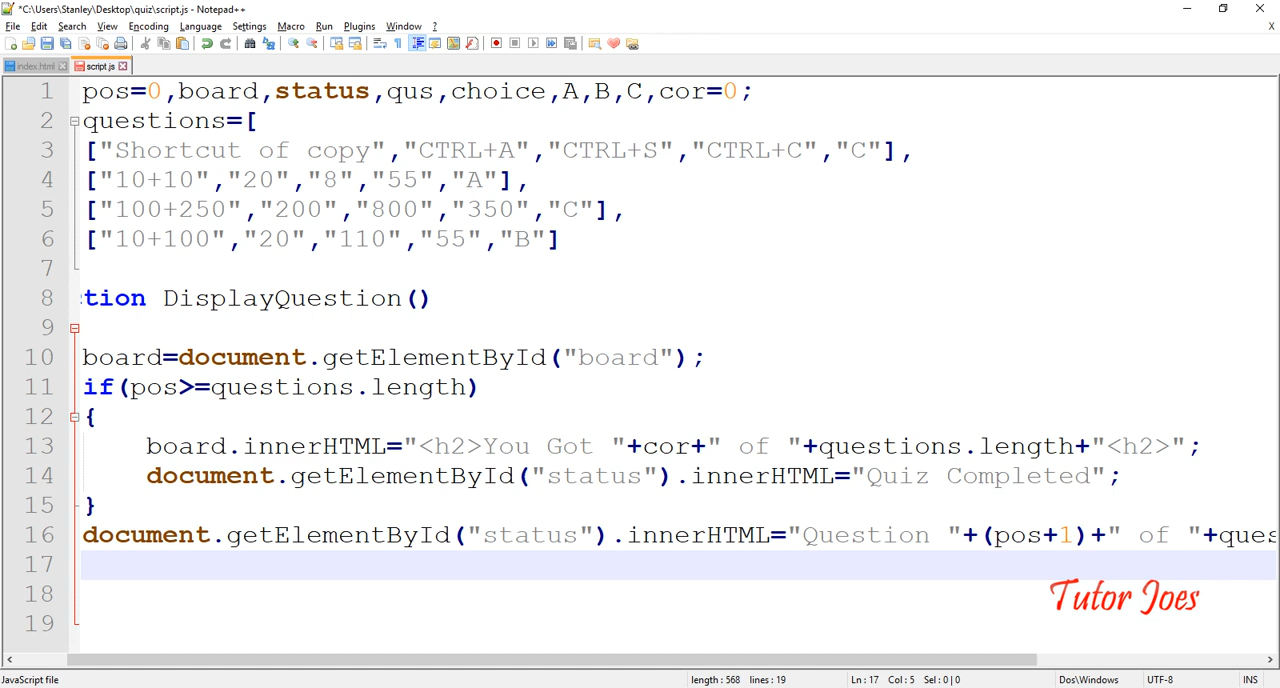 *C:\Users\Stanley\Desktop\quiz\script.js - Notepad++
File Edit Search View Encoding Language Settings Macro Run Plugins Window ? X
index.html script.js
1 pos=0,board,status,qus,choice,A,B,C,cor=0;
2 questions=[
3 ["Shortcut of copy","CTRL+A","CTRL+S","CTRL+C","C"],
4 ["10+10","20","8","55","A"],
5 ["100+250","200","800","350","C"],
6 ["10+100","20","110","55","B"]
7
8 tion DisplayQuestion()
9
10 board=document.getElementById("board");
11 if(pos>=questions.length)
12 {
13 board.innerHTML="<h2>You Got "+cor+" of "+questions.length+"<h2>";
14 document.getElementById("status").innerHTML="Quiz Completed";
15 }
16 document.getElementById("status").innerHTML="Question "+(pos+1)+" of "+ques
17
18
19
Tutor Joes
JavaScript file length : 568 lines : 19 Ln : 17 Col : 5 Sel : 0 | 0 Dos\Windows UTF-8 INS